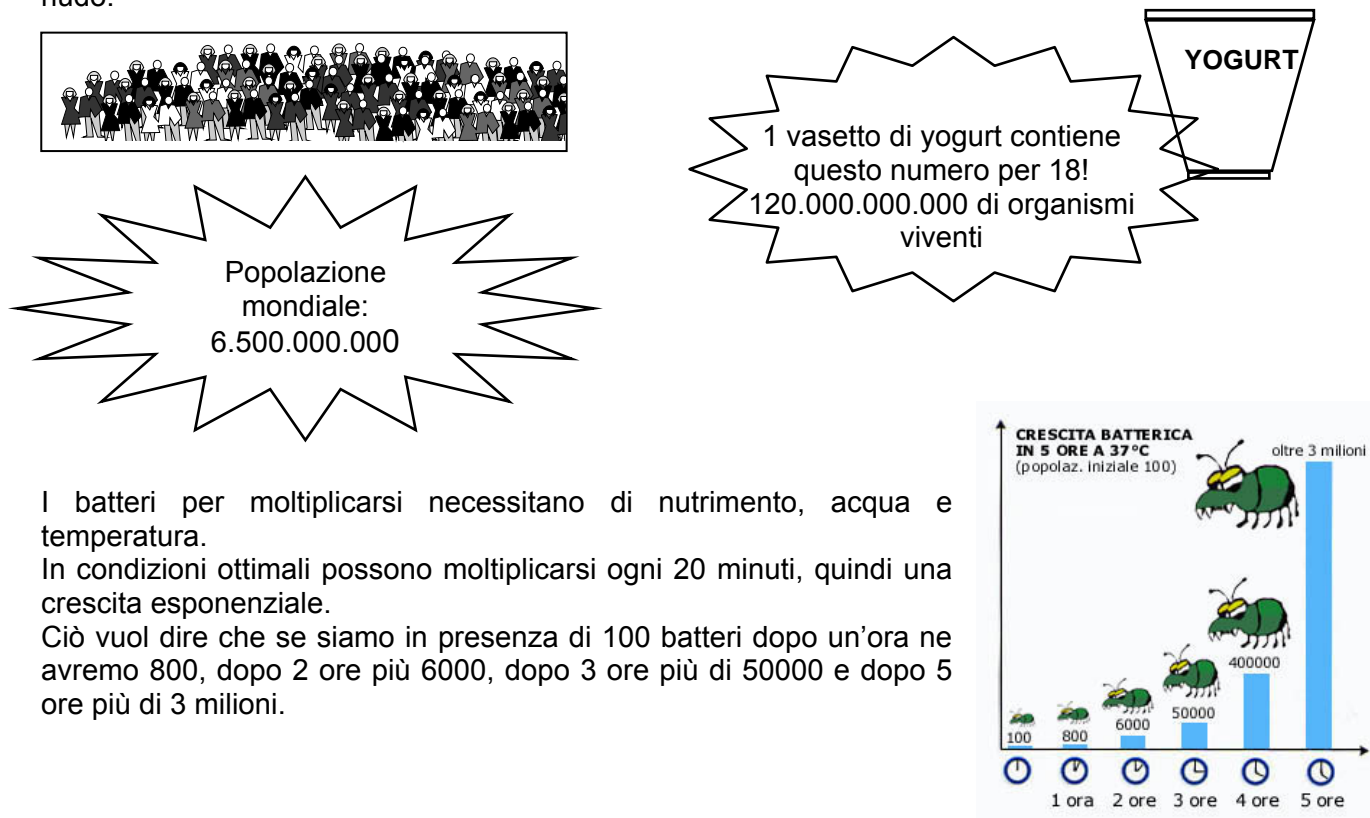 nudo.
YOGURT
1 vasetto di yogurt contiene
questo numero per 18!
120.000.000.000 di organismi
viventi
Popolazione
mondiale:
6.500.000.000
I batteri per moltiplicarsi necessitano di nutrimento, acqua e
temperatura.
In condizioni ottimali possono moltiplicarsi ogni 20 minuti, quindi una
crescita esponenziale.
Ciò vuol dire che se siamo in presenza di 100 batteri dopo un'ora ne
avremo 800, dopo 2 ore più 6000, dopo 3 ore più di 50000 e dopo 5
ore più di 3 milioni.
CRESCITA BATTERICA
IN 5 ORE A 37°C
(popolaz. iniziale 100)
oltre 3 milioni
400000
50000
6000
800
100
1 ora 2 ore 3 ore 4 ore 5 ore